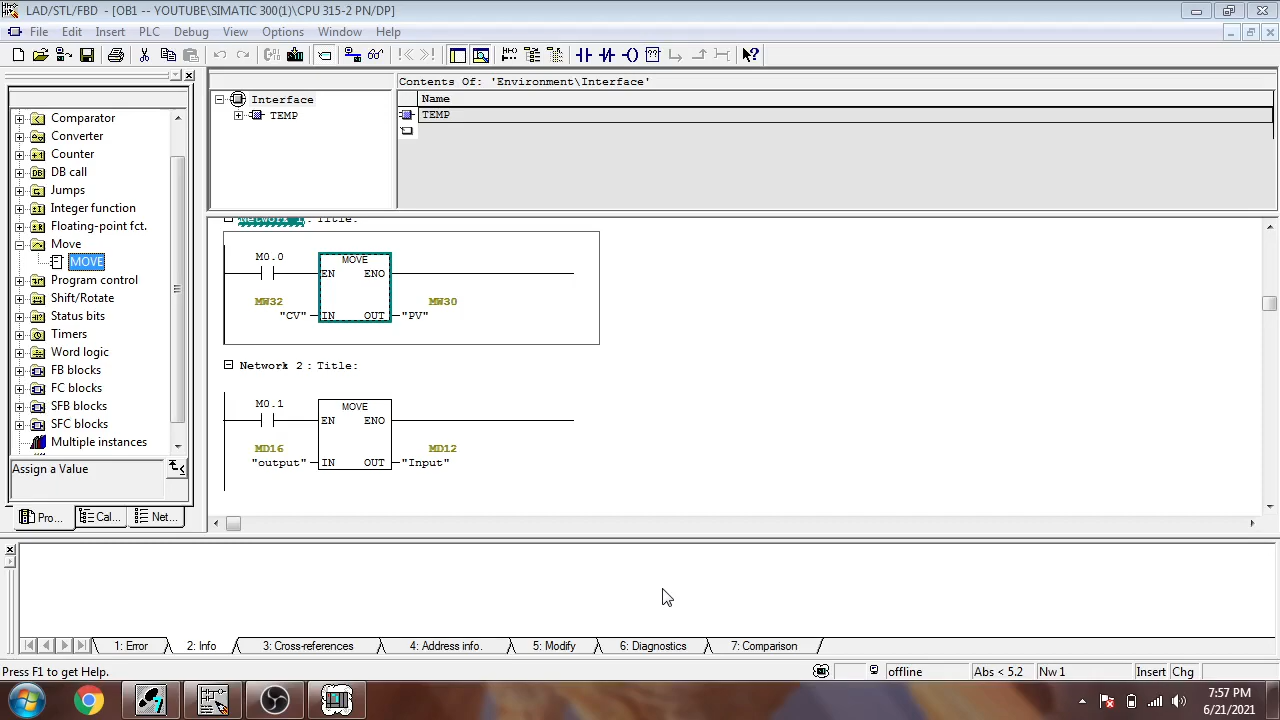 LAD/STL/FBD - [OB1 -- YOUTUBE\SIMATIC 300(1)\CPU 315-2 PN/DP]
File Edit Insert PLC Debug View Options Window Help
Contents Of: 'Environment\Interface'
Interface
TEMP
Name
TEMP
Comparator
Converter
Counter
DB call
Jumps
Integer function
Floating-point fct.
Move
MOVE
Program control
Shift/Rotate
Status bits
Timers
Word logic
FB blocks
FC blocks
SFB blocks
SFC blocks
Multiple instances
Assign a Value
Pro... Cal... Net...
Network 1 : Title:
M0.0
MOVE
EN ENO
MW32 MW30
"CV" IN OUT "PV"
Network 2 : Title:
M0.1
MOVE
EN ENO
MD16 MD12
"output" IN OUT "Input"
1: Error 2: Info 3: Cross-references 4: Address info. 5: Modify 6: Diagnostics 7: Comparison
Press F1 to get Help. offline Abs < 5.2 Nw 1 Insert Chg
7:57 PM
6/21/2021